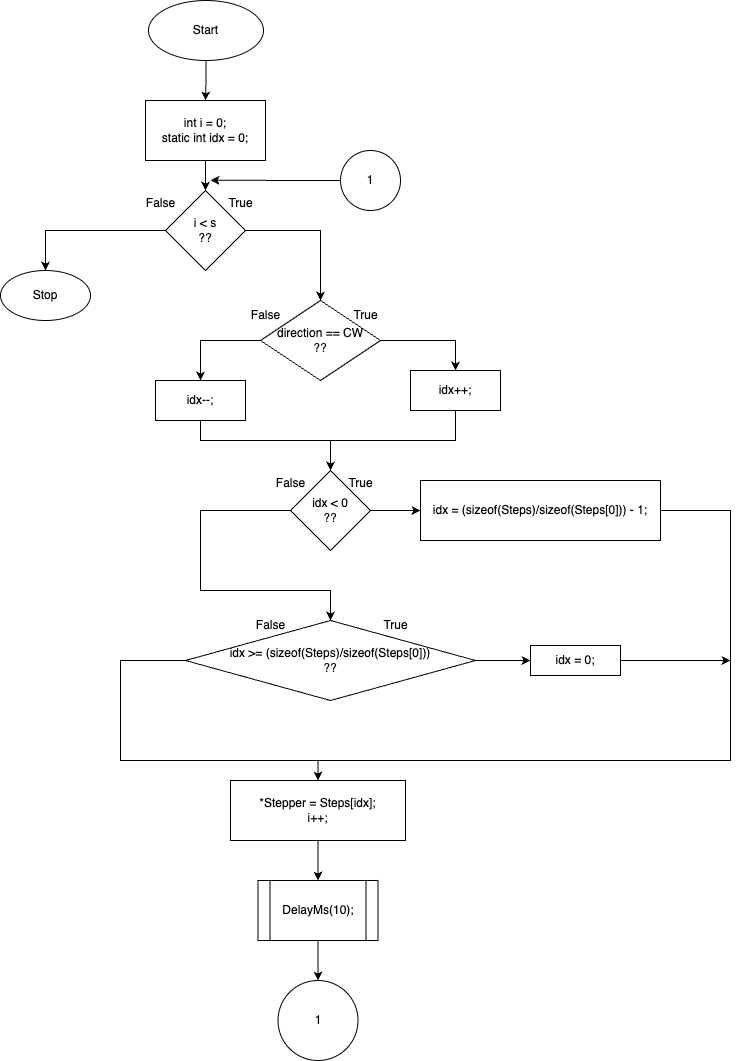 Start
int i = 0;
static int idx = 0;
1
False
True
i < s
??
Stop
False
True
direction == CW
??
idx--;
idx++;
False
True
idx < 0
??
idx = (sizeof(Steps)/sizeof(Steps[0])) - 1;
False
True
idx >= (sizeof(Steps)/sizeof(Steps[0]))
??
idx = 0;
*Stepper = Steps[idx];
i++;
DelayMs(10);
1